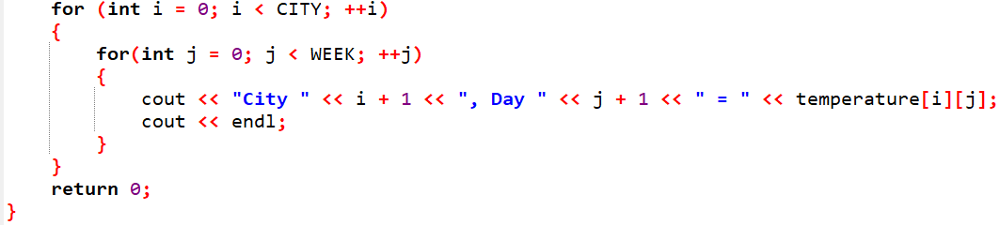 for (int i = 0; i < CITY; ++i)
{
for(int j = 0; j < WEEK; ++j)
{
cout << "City " << i + 1 << ", Day " << j + 1 << " = " << temperature[i][j];
cout << endl;
}
}
return 0;
}